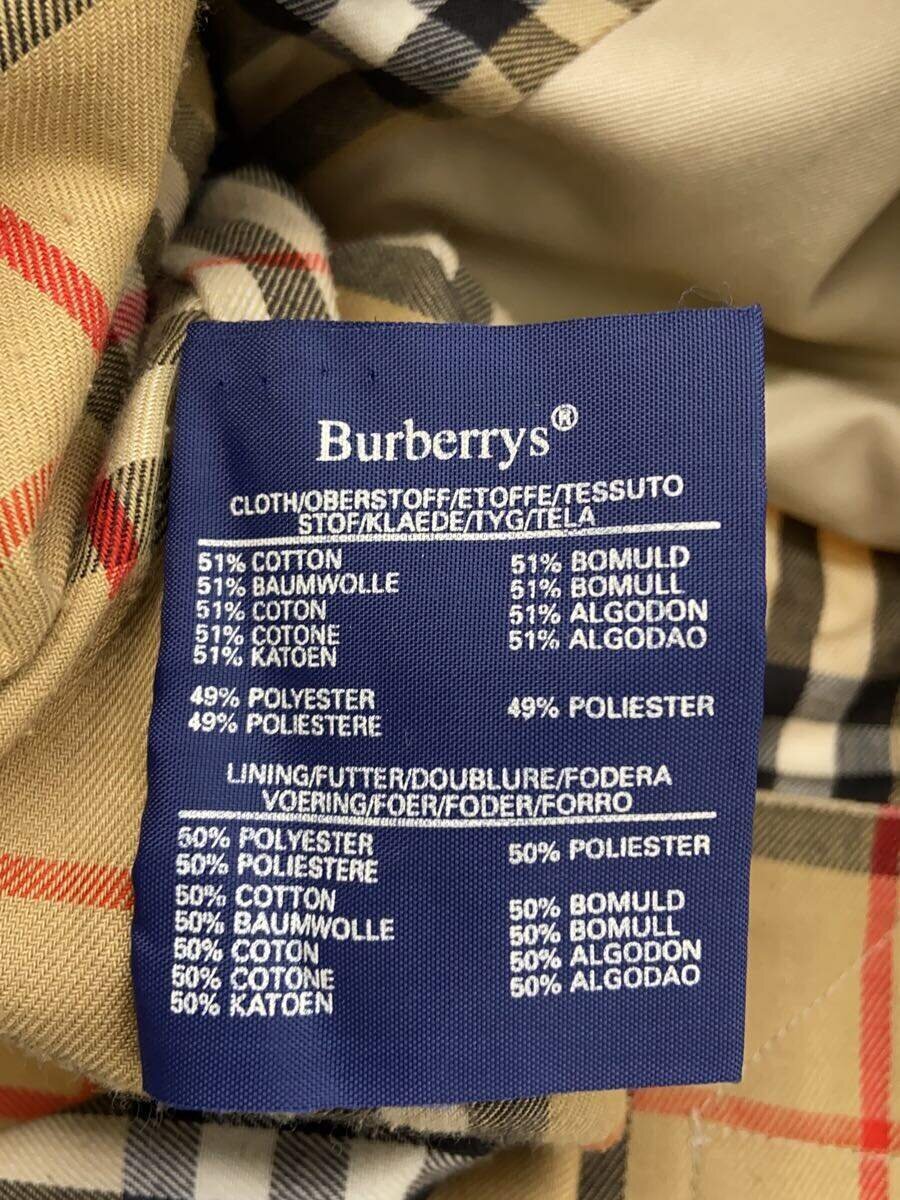 Burberrys®
CLOTH/OBERSTOFF/ETOFFE/TESSUTO
STOF/KLAEDE/TYG/TELA
51% COTTON
51% BAUMWOLLE
51% COTON
51% COTONE
51% KATOEN
51% BOMULD
51% BOMULL
51% ALGODON
51% ALGODAO
49% POLYESTER
49% POLIESTERE
49% POLIESTER
LINING/FUTTER/DOUBLURE/FODERA
VOERING/FOER/FODER/FORRO
50% POLYESTER
50% POLIESTERE
50% COTTON
50% BAUMWOLLE
50% COTON
50% COTONE
50% KATOEN
50% POLIESTER
50% BOMULD
50% BOMULL
50% ALGODON
50% ALGODAO